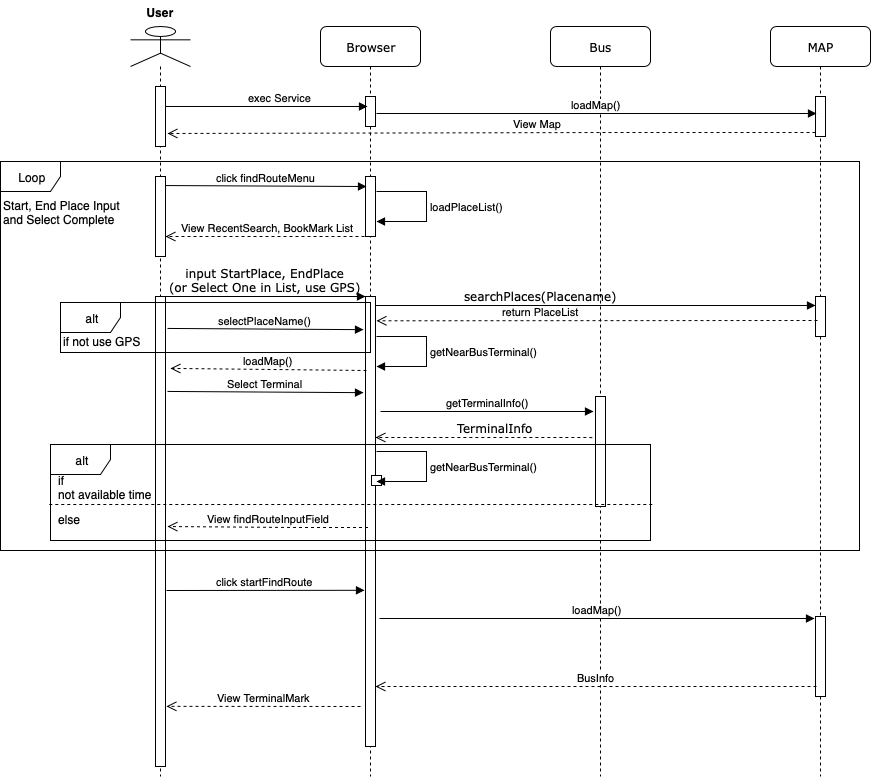 User
Browser
Bus
MAP
exec Service
loadMap()
View Map
Loop
click findRouteMenu
Start, End Place Input
and Select Complete
loadPlaceList()
View RecentSearch, BookMark List
input StartPlace, EndPlace
(or Select One in List, use GPS)
searchPlaces(Placename)
return PlaceList
alt
selectPlaceName()
if not use GPS
getNearBusTerminal()
loadMap()
Select Terminal
getTerminalInfo()
TerminalInfo
alt
getNearBusTerminal()
if
not available time
else
View findRouteInputField
click startFindRoute
loadMap()
BusInfo
View TerminalMark